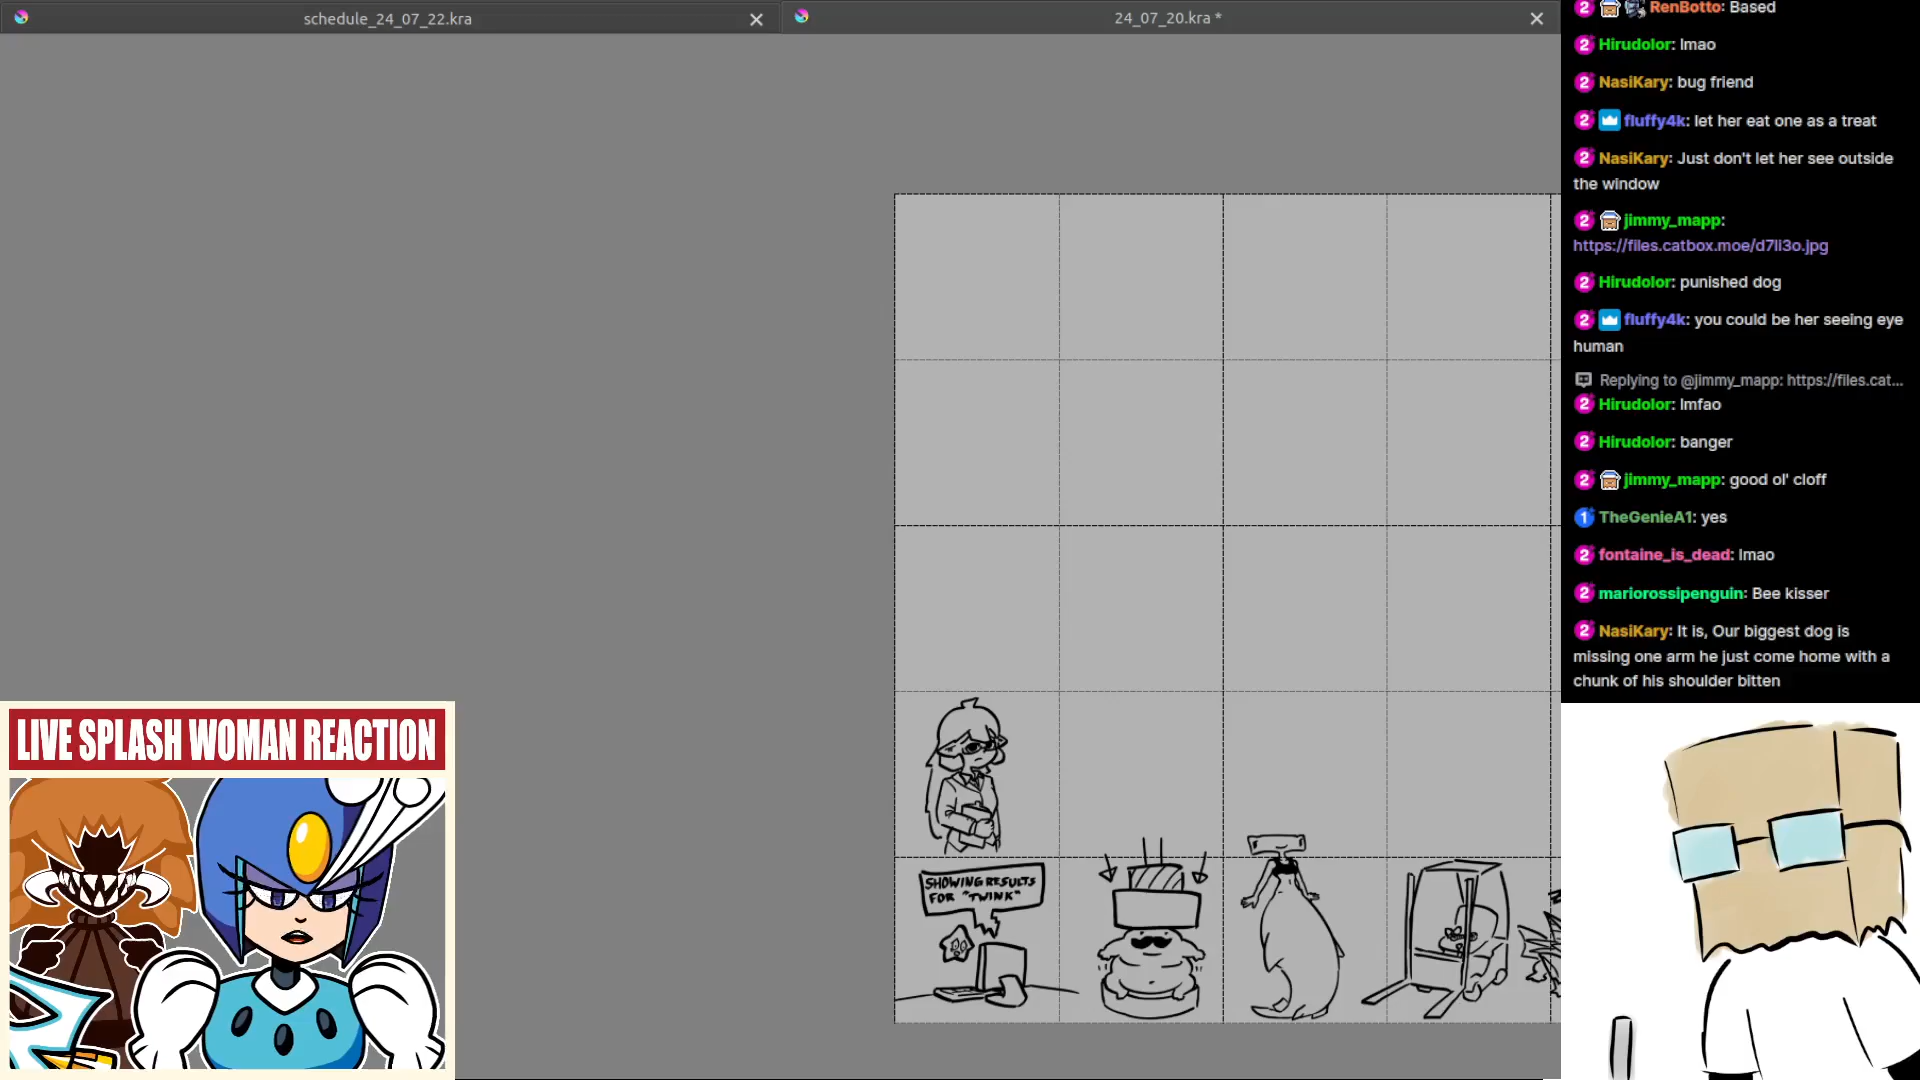 schedule_24_07_22.kra
24_07_20.kra *
RenBotto: Based
Hirudolor: lmao
NasiKary: bug friend
fluffy4k: let her eat one as a treat
NasiKary: Just don't let her see outside
the window
jimmy_mapp:
https://files.catbox.moe/d7li3o.jpg
Hirudolor: punished dog
fluffy4k: you could be her seeing eye
human
Replying to @jimmy_mapp: https://files.cat...
Hirudolor: lmfao
Hirudolor: banger
jimmy_mapp: good ol' cloff
TheGenieA1: yes
fontaine_is_dead: lmao
mariorossipenguin: Bee kisser
NasiKary: It is, Our biggest dog is
missing one arm he just come home with a
chunk of his shoulder bitten
LIVE SPLASH WOMAN REACTION
SHOWING RESULTS
FOR "TWINK"